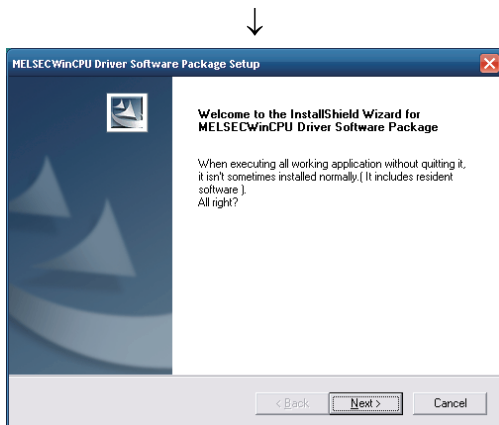 ↓
MELSECWinCPU Driver Software Package Setup
Welcome to the InstallShield Wizard for
MELSECWinCPU Driver Software Package
When executing all working application without quitting it,
it isn't sometimes installed normally.( It includes resident
software ).
All right?
< Back Next > Cancel